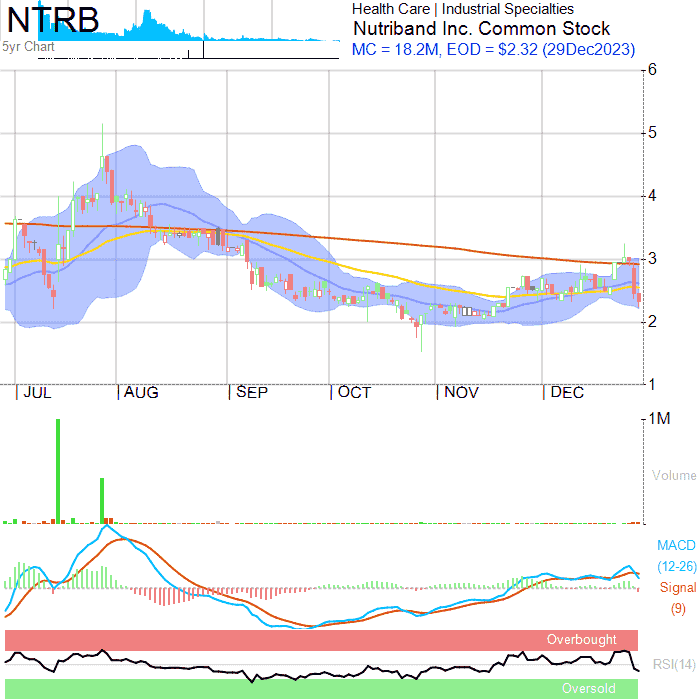 NTRB
5yr Chart
Health Care | Industrial Specialties
Nutriband Inc. Common Stock
MC = 18.2M, EOD = $2.32 (29Dec2023)
6
5
4
3
2
1
JUL AUG SEP OCT NOV DEC
1M
Volume
MACD
(12-26)
Signal
(9)
Overbought
RSI(14)
Oversold